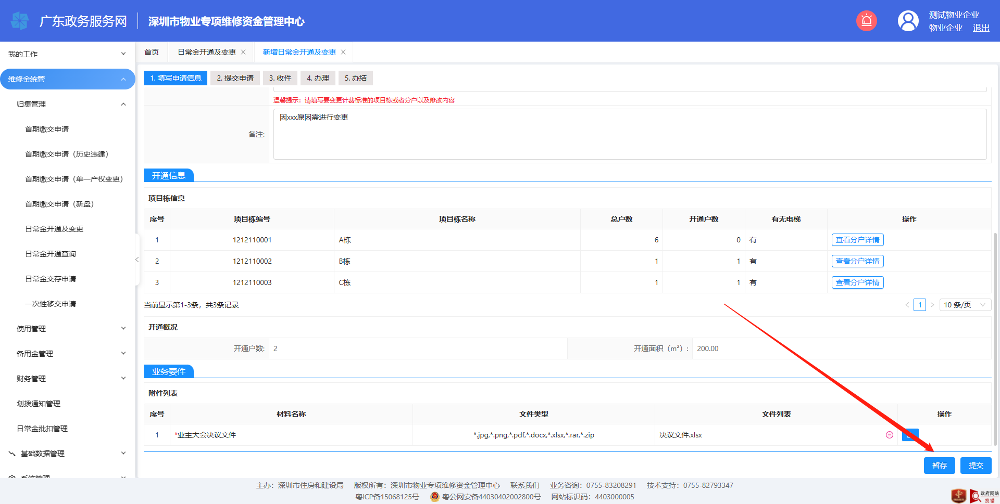 广东政务服务网
深圳市物业专项维修资金管理中心
测试物业企业
物业企业 退出
我的工作
维修金统管
归集管理
首期缴交申请
首期缴交申请（历史违建）
首期缴交申请（单一产权变更）
首期缴交申请（新盘）
日常金开通及变更
日常金开通查询
日常金交存申请
一次性移交申请
使用管理
备用金管理
财务管理
划拨通知管理
日常金批扣管理
基础数据管理
系统管理
首页 日常金开通及变更 新增日常金开通及变更
1. 填写申请信息 2. 提交申请 3. 收件 4. 办理 5. 办结
温馨提示：请填写要变更计费标准的项目栋或者分户以及修改内容
备注: 因xxx原因需进行变更
开通信息
项目栋信息
序号 项目栋编号 项目栋名称 总户数 开通户数 有无电梯 操作
1 1212110001 A栋 6 0 有 查看分户详情
2 1212110002 B栋 1 1 有 查看分户详情
3 1212110003 C栋 1 1 有 查看分户详情
当前显示第1-3条，共3条记录 1 10 条/页
开通概况
开通户数: 2 开通面积（m²）: 200.00
业务要件
附件列表
序号 材料名称 文件类型 文件列表 操作
1 *业主大会决议文件 *.jpg,*.png,*.pdf,*.docx,*.xlsx,*.rar,*.zip 决议文件.xlsx
暂存 提交
主办：深圳市住房和建设局 版权所有：深圳市物业专项维修资金管理中心 联系我们 业务咨询：0755-83208291 技术支持：0755-82793347
粤ICP备15068125号 粤公网安备44030402002800号 网站标识码：4403000005
政府网站
找错